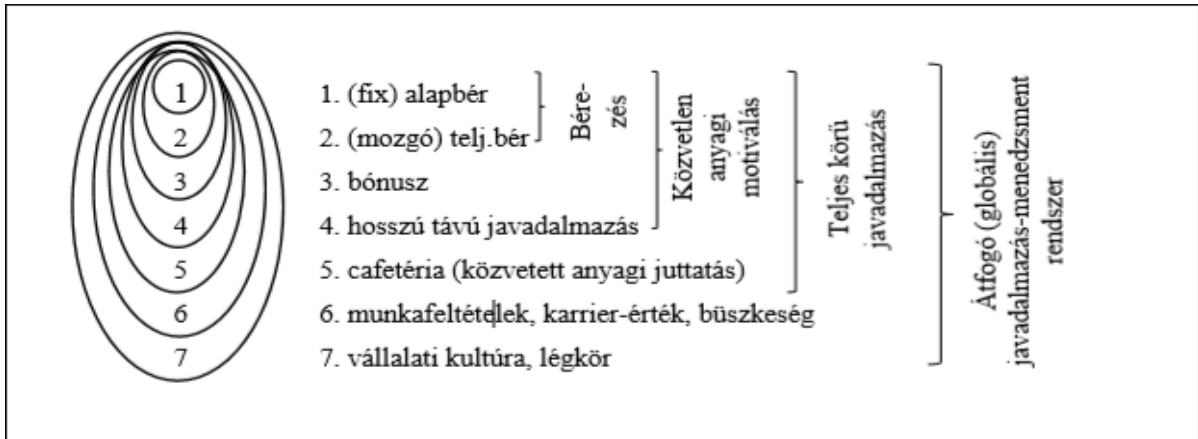 1
2
3
4
5
6
7
1. (fix) alapbér
2. (mozgó) telj.bér
3. bónusz
4. hosszú távú javadalmazás
5. cafetéria (közvetett anyagi juttatás)
6. munkafeltételek, karrier-érték, büszkeség
7. vállalati kultúra, légkör
Bére-
zés
Közvetlen
anyagi
motiválás
Teljes körű
javadalmazás
Átfogó (globális)
javadalmazás-menedzsment
rendszer